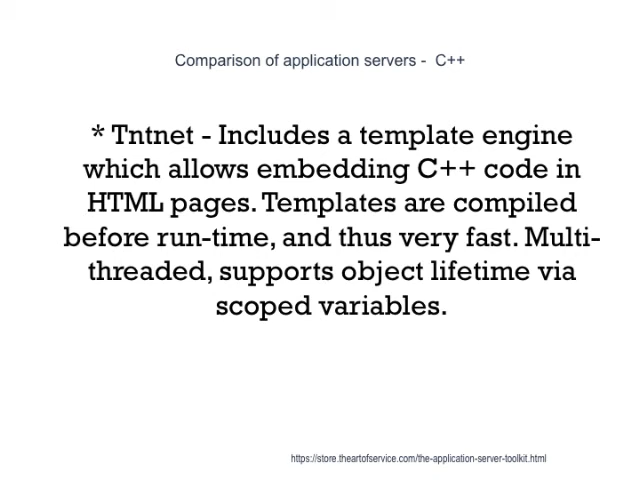 Comparison of application servers - C++
* Tntnet - Includes a template engine
which allows embedding C++ code in
HTML pages. Templates are compiled
before run-time, and thus very fast. Multi-
threaded, supports object lifetime via
scoped variables.
https://store.theartofservice.com/the-application-server-toolkit.html